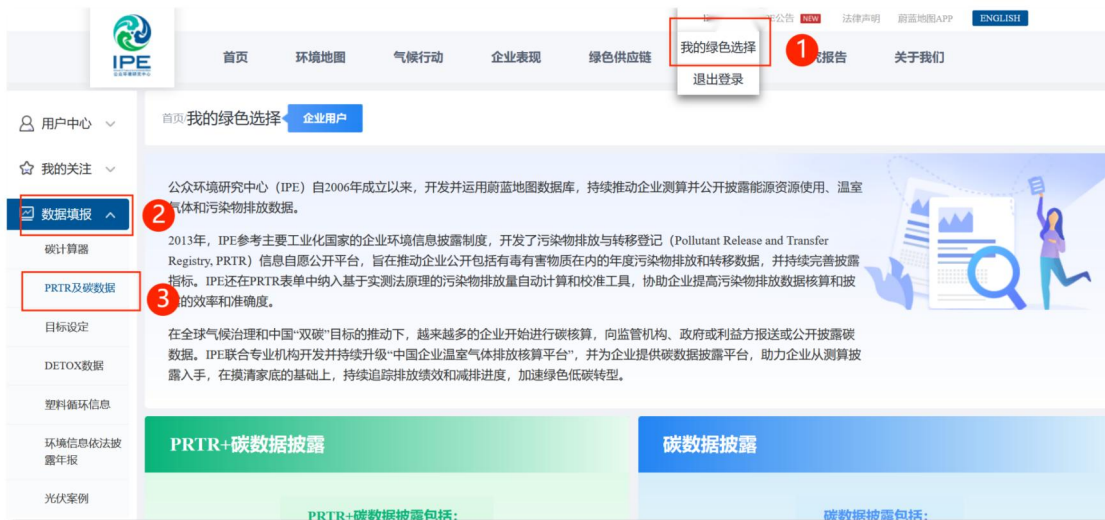 公告 NEW 法律声明 蔚蓝地图APP ENGLISH
IPE
首页 环境地图 气候行动 企业表现 绿色供应链 我的绿色选择 1 报告 关于我们
退出登录
用户中心
首页 我的绿色选择 企业用户
我的关注
数据填报 2
碳计算器
PRTR及碳数据 3
目标设定
DETOX数据
塑料循环信息
环境信息依法披
露年报
光伏案例
公众环境研究中心（IPE）自2006年成立以来，开发并运用蔚蓝地图数据库，持续推动企业测算并公开披露能源资源使用、温室
气体和污染物排放数据。
2013年，IPE参考主要工业化国家的企业环境信息披露制度，开发了污染物排放与转移登记（Pollutant Release and Transfer
Registry, PRTR）信息自愿公开平台，旨在推动企业公开包括有毒有害物质在内的年度污染物排放和转移数据，并持续完善披露
指标。IPE还在PRTR表单中纳入基于实测法原理的污染物排放量自动计算和校准工具，协助企业提高污染物排放数据核算和披
的效率和准确度。
在全球气候治理和中国“双碳”目标的推动下，越来越多的企业开始进行碳核算，向监管机构、政府或利益方报送或公开披露碳
数据。IPE联合专业机构开发并持续升级“中国企业温室气体排放核算平台”，并为企业提供碳数据披露平台，助力企业从测算披
露入手，在摸清家底的基础上，持续追踪排放绩效和减排进度，加速绿色低碳转型。
PRTR+碳数据披露 碳数据披露
PRTR+碳数据披露包括： 碳数据披露包括：